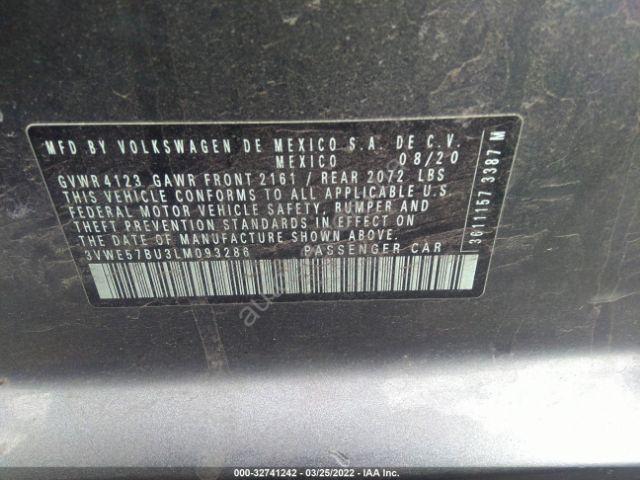 MFD BY VOLKSWAGEN DE MEXICO S.A. DE C.V.
MEXICO 08/20
GVWR 4123 GAWR FRONT 2161 / REAR 2072 LBS
THIS VEHICLE CONFORMS TO ALL APPLICABLE U.S.
FEDERAL MOTOR VEHICLE SAFETY, BUMPER AND
THEFT PREVENTION STANDARDS IN EFFECT ON
THE DATE OF MANUFACTURE SHOWN ABOVE.
3VWE57BU3LM093286 PASSENGER CAR
3G11157 3387 M
000-32741242 / 03/25/2022 - IAA Inc.